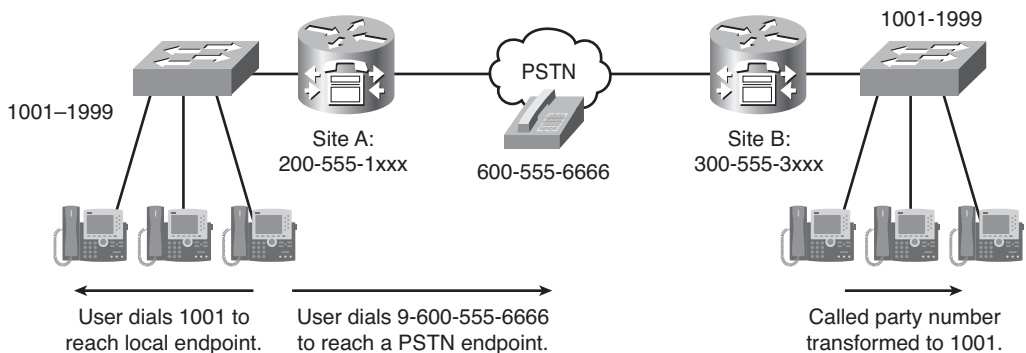 1001-1999
PSTN
1001–1999
Site A:
200-555-1xxx
600-555-6666
Site B:
300-555-3xxx
User dials 1001 to
reach local endpoint.
User dials 9-600-555-6666
to reach a PSTN endpoint.
Called party number
transformed to 1001.